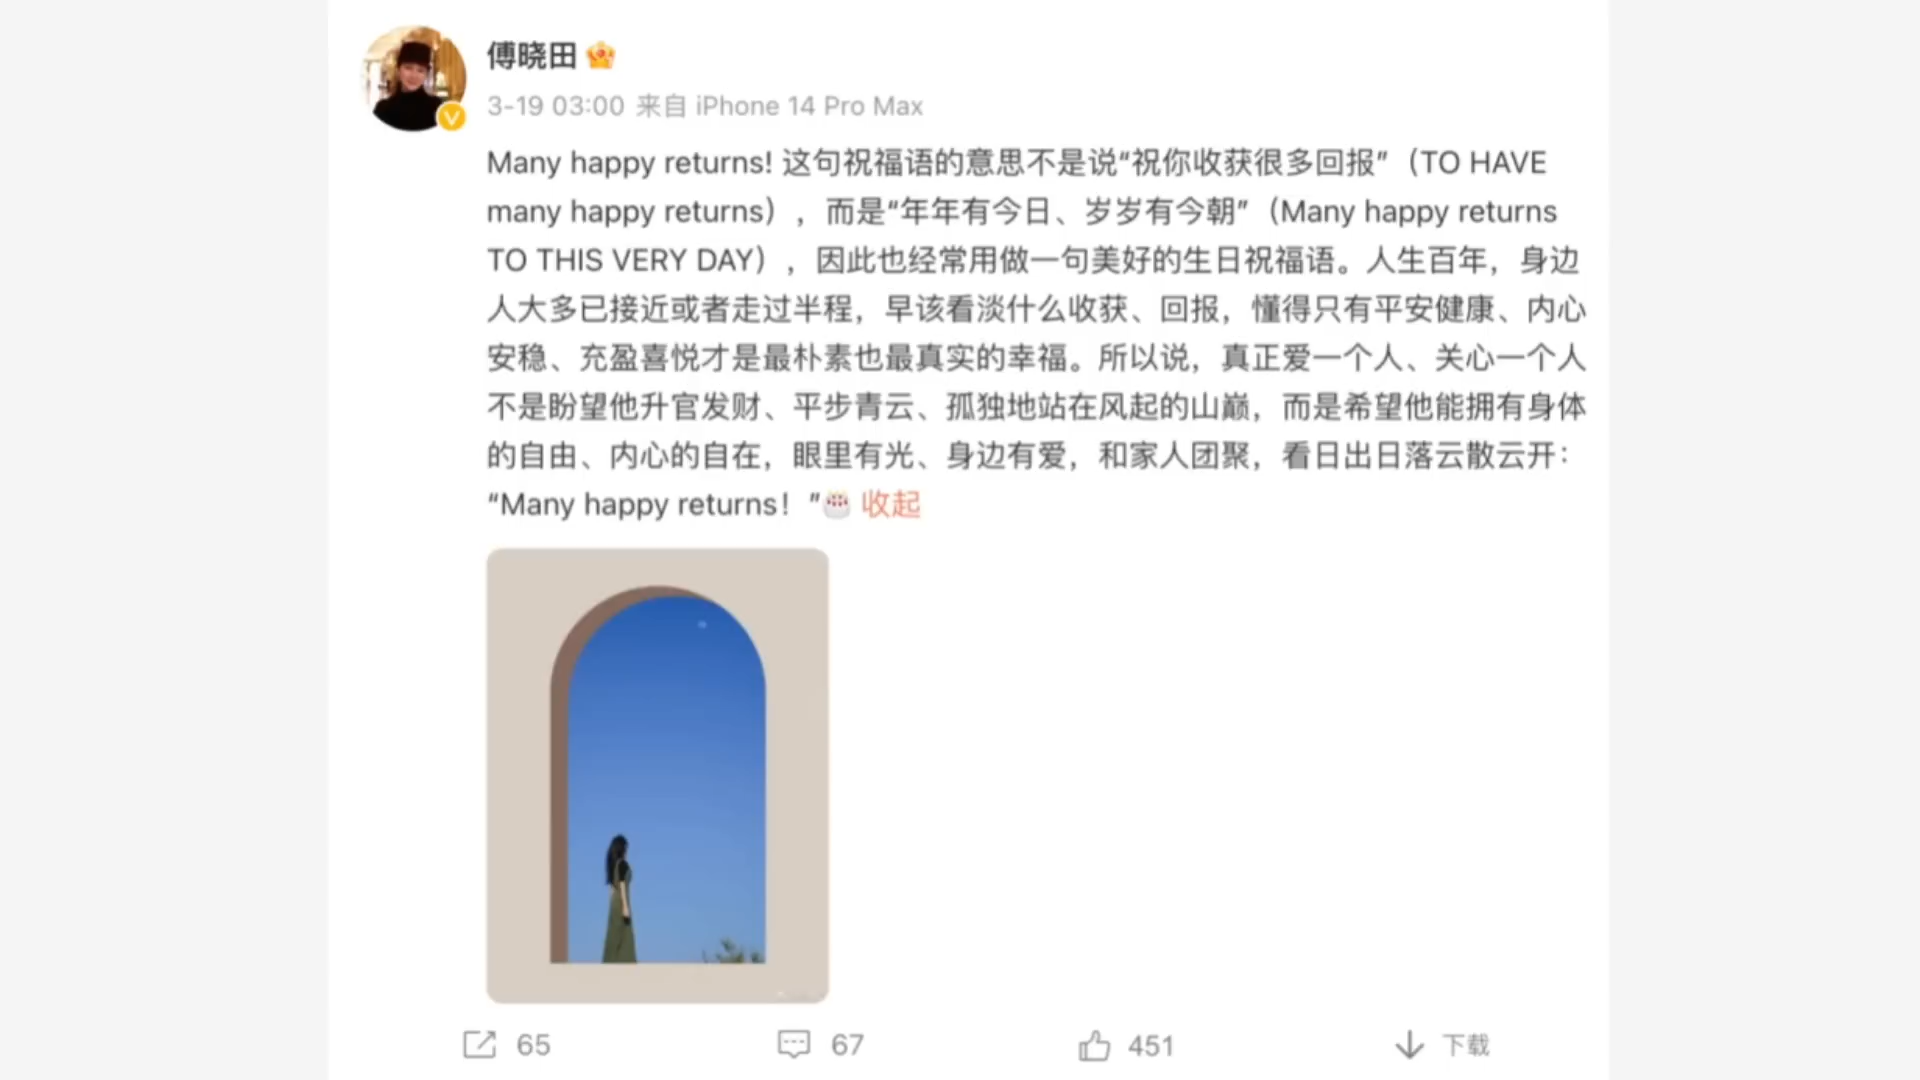 傅晓田
3-19 03:00 来自 iPhone 14 Pro Max
Many happy returns! 这句祝福语的意思不是说“祝你收获很多回报”（TO HAVE
many happy returns），而是“年年有今日、岁岁有今朝”（Many happy returns
TO THIS VERY DAY），因此也经常用做一句美好的生日祝福语。人生百年，身边
人大多已接近或者走过半程，早该看淡什么收获、回报，懂得只有平安健康、内心
安稳、充盈喜悦才是最朴素也最真实的幸福。所以说，真正爱一个人、关心一个人
不是盼望他升官发财、平步青云、孤独地站在风起的山巅，而是希望他能拥有身体
的自由、内心的自在，眼里有光、身边有爱，和家人团聚，看日出日落云散云开：
“Many happy returns！”🎂 收起
65
67
451
下载